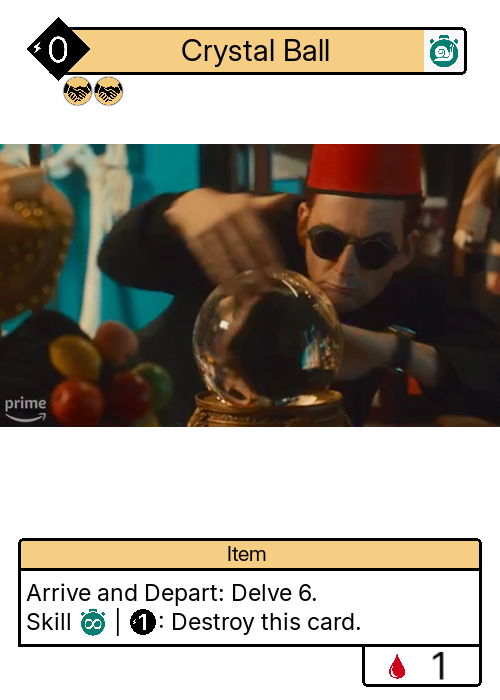 0 Crystal Ball
prime
Item
Arrive and Depart: Delve 6.
Skill | 1: Destroy this card.
1